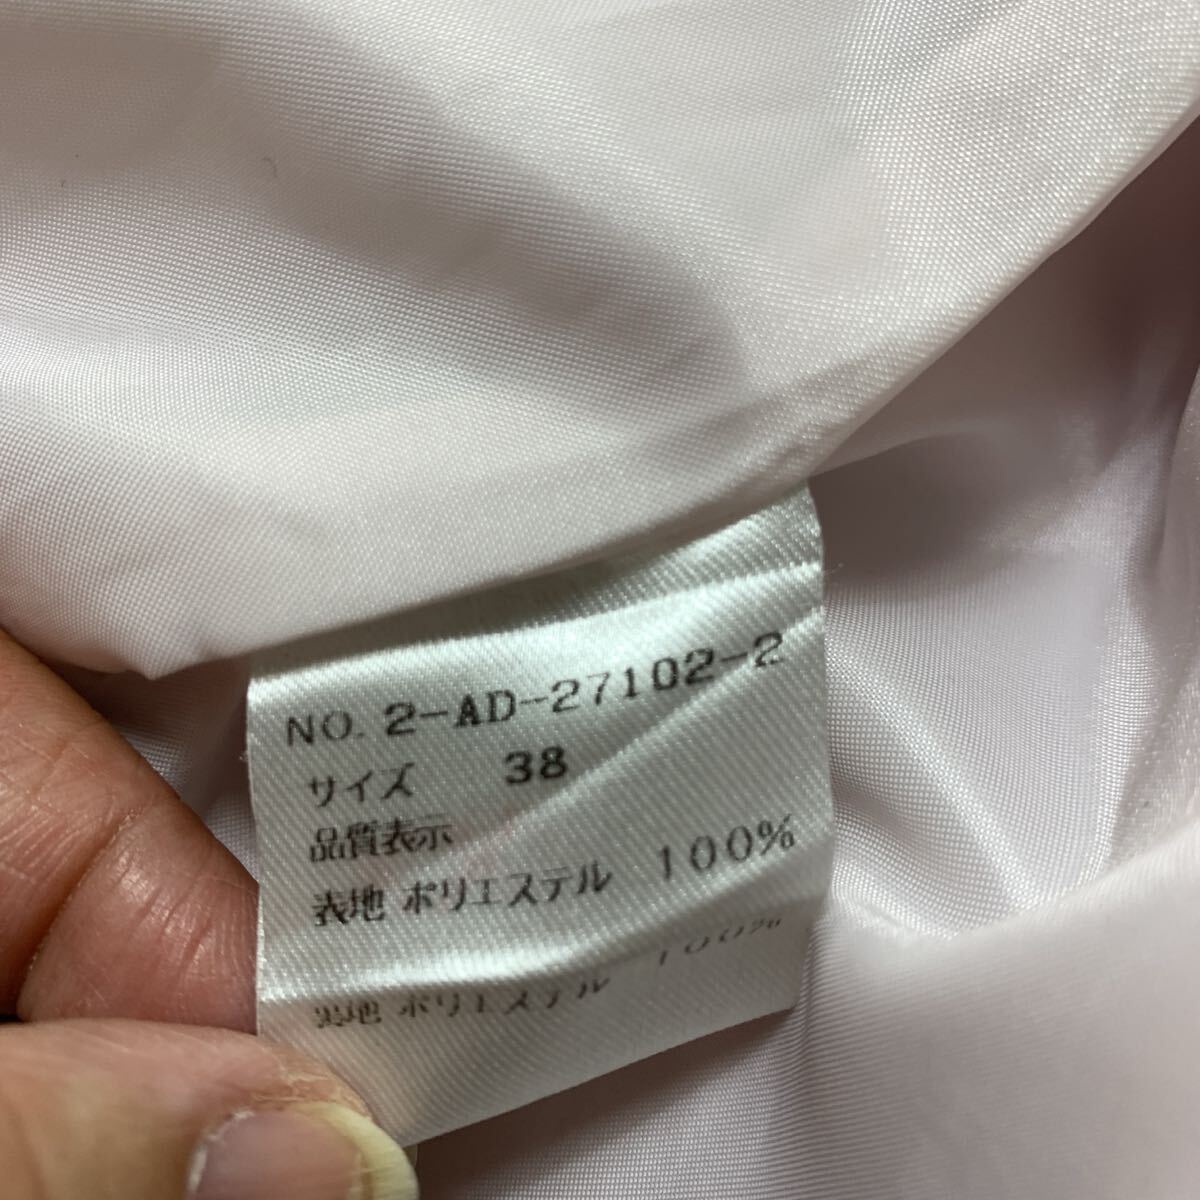 NO. 2-AD-27102-2
サイズ 38
品質表示
表地 ポリエステル 100%
裏地 ポリエステル 100%